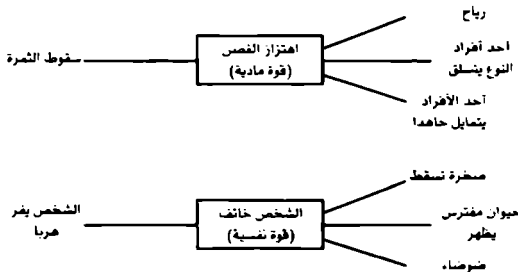 رياح
اهتزاز الغصن
(قوة مادية)
أحد أفراد
النوع يتسلق
سقوط الثمرة
أحد الأفراد
يتمايل جاهدا
صخرة تسقط
الشخص خائف
(قوة نفسية)
حيوان مفترس
يظهر
الشخص يفر
هربا
ضوضاء